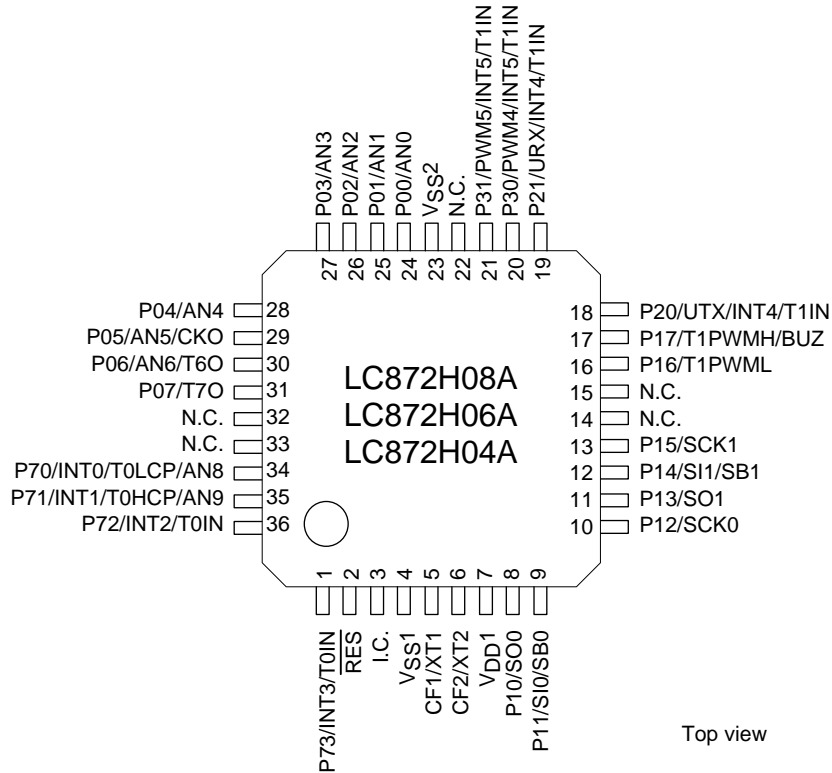 P03/AN3
P02/AN2
P01/AN1
P00/AN0
VSS2
N.C.
P31/PWM5/INT5/T1IN
P30/PWM4/INT5/T1IN
P21/URX/INT4/T1IN
27
26
25
24
23
22
21
20
19
P04/AN4
28
P05/AN5/CKO
29
P06/AN6/T6O
30
P07/T7O
31
N.C.
32
N.C.
33
P70/INT0/T0LCP/AN8
34
P71/INT1/T0HCP/AN9
35
P72/INT2/T0IN
36
LC872H08A
LC872H06A
LC872H04A
18
P20/UTX/INT4/T1IN
17
P17/T1PWMH/BUZ
16
P16/T1PWML
15
N.C.
14
N.C.
13
P15/SCK1
12
P14/SI1/SB1
11
P13/SO1
10
P12/SCK0
1
2
3
4
5
6
7
8
9
P73/INT3/T0IN
RES
I.C.
VSS1
CF1/XT1
CF2/XT2
VDD1
P10/SO0
P11/SI0/SB0
Top view